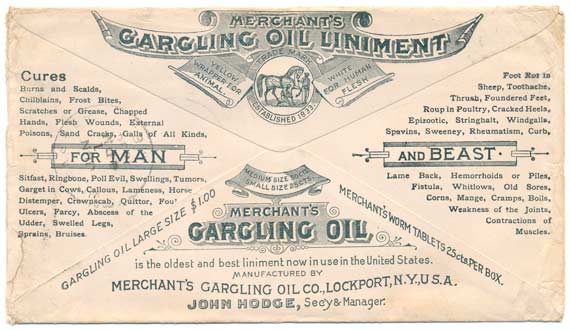 MERCHANT'S
GARGLING OIL LINIMENT
TRADE MARK
YELLOW
WRAPPER FOR
ANIMAL
WHITE
FOR HUMAN
FLESH
ESTABLISHED 1833.
Cures
Burns and Scalds,
Chilblains, Frost Bites,
Scratches or Grease, Chapped
Hands, Flesh Wounds, External
Poisons, Sand Cracks, Galls of All Kinds,
FOR MAN
Sitfast, Ringbone, Poll Evil, Swellings, Tumors,
Garget in Cows, Callous, Lameness, Horse
Distemper, Crownscab, Quittor, Foul
Ulcers, Farcy, Abscess of the
Udder, Swelled Legs,
Sprains, Bruises.
Foot Rot in
Sheep, Toothache,
Thrush, Foundered Feet,
Roup in Poultry, Cracked Heels,
Epizootic, Stringhalt, Windgalls,
Spavins, Sweeney, Rheumatism, Curb,
AND BEAST.
Lame Back, Hemorrhoids or Piles,
Fistula, Whitlows, Old Sores,
Corns, Mange, Cramps, Boils,
Weakness of the Joints,
Contractions of
Muscles.
MEDIUM SIZE 50CTS.
SMALL SIZE 25CTS.
GARGLING OIL LARGE SIZE $1.00
MERCHANT'S
GARGLING OIL,
MERCHANT'S WORM TABLETS 25cts PER BOX.
is the oldest and best liniment now in use in the United States.
MANUFACTURED BY
MERCHANT'S GARGLING OIL CO., LOCKPORT, N.Y., U.S.A.
JOHN HODGE, Sec'y & Manager.